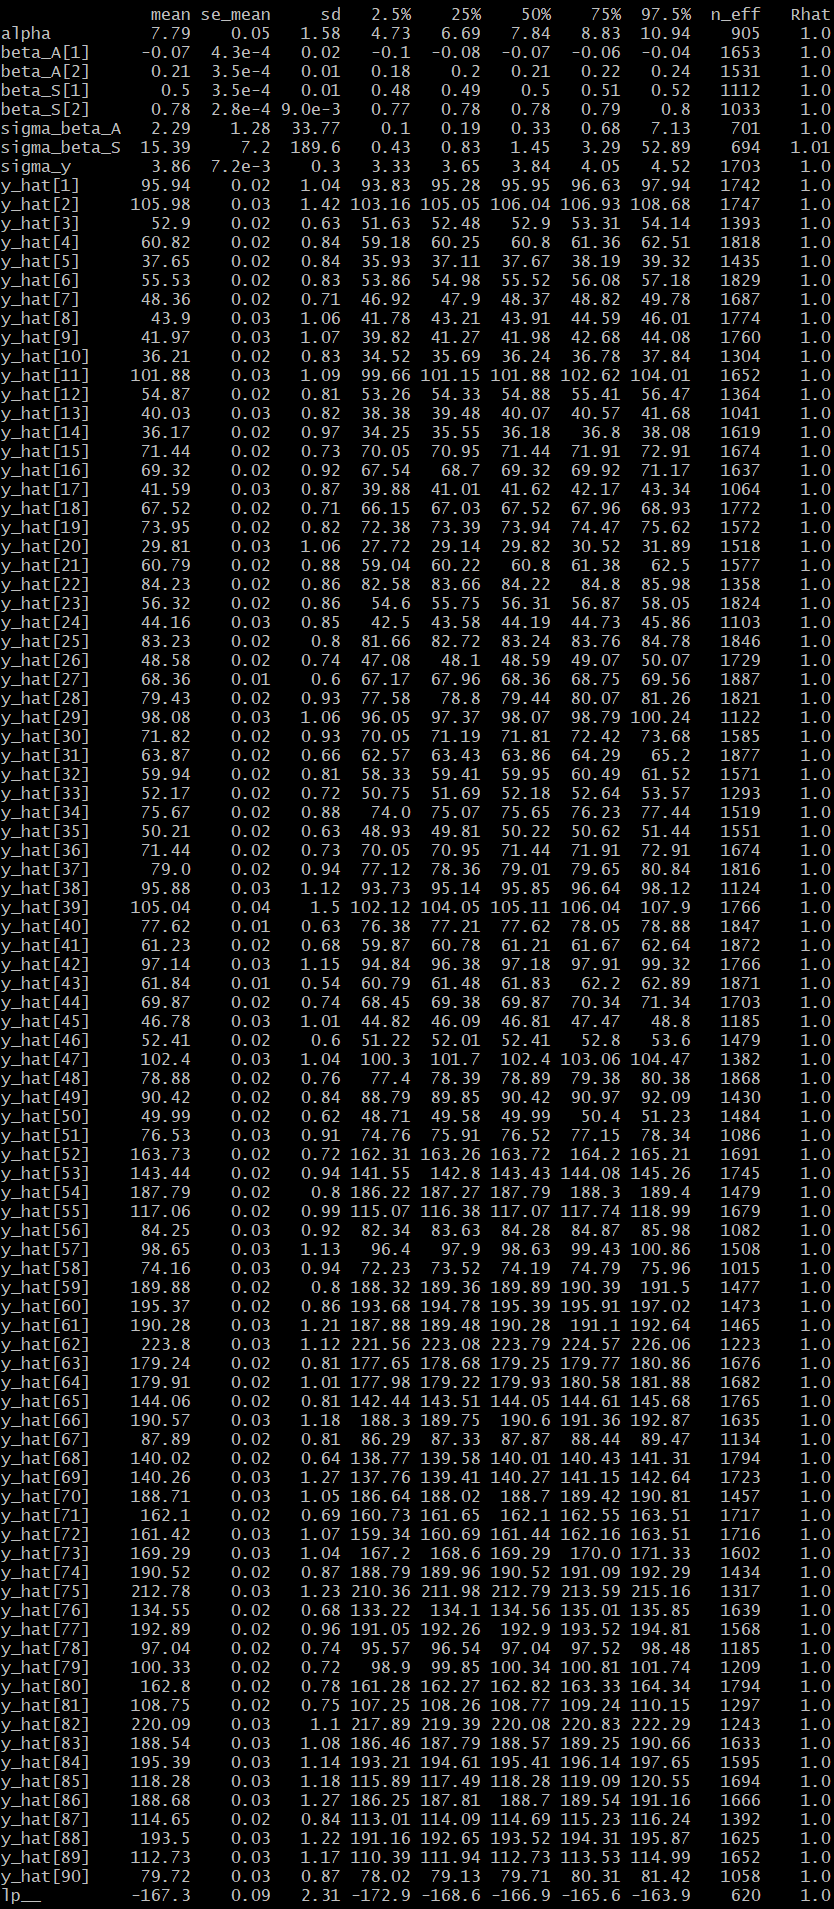 mean se_mean sd 2.5% 25% 50% 75% 97.5% n_eff Rhat
alpha 7.79 0.05 1.58 4.73 6.69 7.84 8.83 10.94 905 1.0
beta_A[1] -0.07 4.3e-4 0.02 -0.1 -0.08 -0.07 -0.06 -0.04 1653 1.0
beta_A[2] 0.21 3.5e-4 0.01 0.18 0.2 0.21 0.22 0.24 1531 1.0
beta_S[1] 0.5 3.5e-4 0.01 0.48 0.49 0.5 0.51 0.52 1112 1.0
beta_S[2] 0.78 2.8e-4 9.0e-3 0.77 0.78 0.78 0.79 0.8 1033 1.0
sigma_beta_A 2.29 1.28 33.77 0.1 0.19 0.33 0.68 7.13 701 1.0
sigma_beta_S 15.39 7.2 189.6 0.43 0.83 1.45 3.29 52.89 694 1.01
sigma_y 3.86 7.2e-3 0.3 3.33 3.65 3.84 4.05 4.52 1703 1.0
y_hat[1] 95.94 0.02 1.04 93.83 95.28 95.95 96.63 97.94 1742 1.0
y_hat[2] 105.98 0.03 1.42 103.16 105.05 106.04 106.93 108.68 1747 1.0
y_hat[3] 52.9 0.02 0.63 51.63 52.48 52.9 53.31 54.14 1393 1.0
y_hat[4] 60.82 0.02 0.84 59.18 60.25 60.8 61.36 62.51 1818 1.0
y_hat[5] 37.65 0.02 0.84 35.93 37.11 37.67 38.19 39.32 1435 1.0
y_hat[6] 55.53 0.02 0.83 53.86 54.98 55.52 56.08 57.18 1829 1.0
y_hat[7] 48.36 0.02 0.71 46.92 47.9 48.37 48.82 49.78 1687 1.0
y_hat[8] 43.9 0.03 1.06 41.78 43.21 43.91 44.59 46.01 1774 1.0
y_hat[9] 41.97 0.03 1.07 39.82 41.27 41.98 42.68 44.08 1760 1.0
y_hat[10] 36.21 0.02 0.83 34.52 35.69 36.24 36.78 37.84 1304 1.0
y_hat[11] 101.88 0.03 1.09 99.66 101.15 101.88 102.62 104.01 1652 1.0
y_hat[12] 54.87 0.02 0.81 53.26 54.33 54.88 55.41 56.47 1364 1.0
y_hat[13] 40.03 0.03 0.82 38.38 39.48 40.07 40.57 41.68 1041 1.0
y_hat[14] 36.17 0.02 0.97 34.25 35.55 36.18 36.8 38.08 1619 1.0
y_hat[15] 71.44 0.02 0.73 70.05 70.95 71.44 71.91 72.91 1674 1.0
y_hat[16] 69.32 0.02 0.92 67.54 68.7 69.32 69.92 71.17 1637 1.0
y_hat[17] 41.59 0.03 0.87 39.88 41.01 41.62 42.17 43.34 1064 1.0
y_hat[18] 67.52 0.02 0.71 66.15 67.03 67.52 67.96 68.93 1772 1.0
y_hat[19] 73.95 0.02 0.82 72.38 73.39 73.94 74.47 75.62 1572 1.0
y_hat[20] 29.81 0.03 1.06 27.72 29.14 29.82 30.52 31.89 1518 1.0
y_hat[21] 60.79 0.02 0.88 59.04 60.22 60.8 61.38 62.5 1577 1.0
y_hat[22] 84.23 0.02 0.86 82.58 83.66 84.22 84.8 85.98 1358 1.0
y_hat[23] 56.32 0.02 0.86 54.6 55.75 56.31 56.87 58.05 1824 1.0
y_hat[24] 44.16 0.03 0.85 42.5 43.58 44.19 44.73 45.86 1103 1.0
y_hat[25] 83.23 0.02 0.8 81.66 82.72 83.24 83.76 84.78 1846 1.0
y_hat[26] 48.58 0.02 0.74 47.08 48.1 48.59 49.07 50.07 1729 1.0
y_hat[27] 68.36 0.01 0.6 67.17 67.96 68.36 68.75 69.56 1887 1.0
y_hat[28] 79.43 0.02 0.93 77.58 78.8 79.44 80.07 81.26 1821 1.0
y_hat[29] 98.08 0.03 1.06 96.05 97.37 98.07 98.79 100.24 1122 1.0
y_hat[30] 71.82 0.02 0.93 70.05 71.19 71.81 72.42 73.68 1585 1.0
y_hat[31] 63.87 0.02 0.66 62.57 63.43 63.86 64.29 65.2 1877 1.0
y_hat[32] 59.94 0.02 0.81 58.33 59.41 59.95 60.49 61.52 1571 1.0
y_hat[33] 52.17 0.02 0.72 50.75 51.69 52.18 52.64 53.57 1293 1.0
y_hat[34] 75.67 0.02 0.88 74.0 75.07 75.65 76.23 77.44 1519 1.0
y_hat[35] 50.21 0.02 0.63 48.93 49.81 50.22 50.62 51.44 1551 1.0
y_hat[36] 71.44 0.02 0.73 70.05 70.95 71.44 71.91 72.91 1674 1.0
y_hat[37] 79.0 0.02 0.94 77.12 78.36 79.01 79.65 80.84 1816 1.0
y_hat[38] 95.88 0.03 1.12 93.73 95.14 95.85 96.64 98.12 1124 1.0
y_hat[39] 105.04 0.04 1.5 102.12 104.05 105.11 106.04 107.9 1766 1.0
y_hat[40] 77.62 0.01 0.63 76.38 77.21 77.62 78.05 78.88 1847 1.0
y_hat[41] 61.23 0.02 0.68 59.87 60.78 61.21 61.67 62.64 1872 1.0
y_hat[42] 97.14 0.03 1.15 94.84 96.38 97.18 97.91 99.32 1766 1.0
y_hat[43] 61.84 0.01 0.54 60.79 61.48 61.83 62.2 62.89 1871 1.0
y_hat[44] 69.87 0.02 0.74 68.45 69.38 69.87 70.34 71.34 1703 1.0
y_hat[45] 46.78 0.03 1.01 44.82 46.09 46.81 47.47 48.8 1185 1.0
y_hat[46] 52.41 0.02 0.6 51.22 52.01 52.41 52.8 53.6 1479 1.0
y_hat[47] 102.4 0.03 1.04 100.3 101.7 102.4 103.06 104.47 1382 1.0
y_hat[48] 78.88 0.02 0.76 77.4 78.39 78.89 79.38 80.38 1868 1.0
y_hat[49] 90.42 0.02 0.84 88.79 89.85 90.42 90.97 92.09 1430 1.0
y_hat[50] 49.99 0.02 0.62 48.71 49.58 49.99 50.4 51.23 1484 1.0
y_hat[51] 76.53 0.03 0.91 74.76 75.91 76.52 77.15 78.34 1086 1.0
y_hat[52] 163.73 0.02 0.72 162.31 163.26 163.72 164.2 165.21 1691 1.0
y_hat[53] 143.44 0.02 0.94 141.55 142.8 143.43 144.08 145.26 1745 1.0
y_hat[54] 187.79 0.02 0.8 186.22 187.27 187.79 188.3 189.4 1479 1.0
y_hat[55] 117.06 0.02 0.99 115.07 116.38 117.07 117.74 118.99 1679 1.0
y_hat[56] 84.25 0.03 0.92 82.34 83.63 84.28 84.87 85.98 1082 1.0
y_hat[57] 98.65 0.03 1.13 96.4 97.9 98.63 99.43 100.86 1508 1.0
y_hat[58] 74.16 0.03 0.94 72.23 73.52 74.19 74.79 75.96 1015 1.0
y_hat[59] 189.88 0.02 0.8 188.32 189.36 189.89 190.39 191.5 1477 1.0
y_hat[60] 195.37 0.02 0.86 193.68 194.78 195.39 195.91 197.02 1473 1.0
y_hat[61] 190.28 0.03 1.21 187.88 189.48 190.28 191.1 192.64 1465 1.0
y_hat[62] 223.8 0.03 1.12 221.56 223.08 223.79 224.57 226.06 1223 1.0
y_hat[63] 179.24 0.02 0.81 177.65 178.68 179.25 179.77 180.86 1676 1.0
y_hat[64] 179.91 0.02 1.01 177.98 179.22 179.93 180.58 181.88 1682 1.0
y_hat[65] 144.06 0.02 0.81 142.44 143.51 144.05 144.61 145.68 1765 1.0
y_hat[66] 190.57 0.03 1.18 188.3 189.75 190.6 191.36 192.87 1635 1.0
y_hat[67] 87.89 0.02 0.81 86.29 87.33 87.87 88.44 89.47 1134 1.0
y_hat[68] 140.02 0.02 0.64 138.77 139.58 140.01 140.43 141.31 1794 1.0
y_hat[69] 140.26 0.03 1.27 137.76 139.41 140.27 141.15 142.64 1723 1.0
y_hat[70] 188.71 0.03 1.05 186.64 188.02 188.7 189.42 190.81 1457 1.0
y_hat[71] 162.1 0.02 0.69 160.73 161.65 162.1 162.55 163.51 1717 1.0
y_hat[72] 161.42 0.03 1.07 159.34 160.69 161.44 162.16 163.51 1716 1.0
y_hat[73] 169.29 0.03 1.04 167.2 168.6 169.29 170.0 171.33 1602 1.0
y_hat[74] 190.52 0.02 0.87 188.79 189.96 190.52 191.09 192.29 1434 1.0
y_hat[75] 212.78 0.03 1.23 210.36 211.98 212.79 213.59 215.16 1317 1.0
y_hat[76] 134.55 0.02 0.68 133.22 134.1 134.56 135.01 135.85 1639 1.0
y_hat[77] 192.89 0.02 0.96 191.05 192.26 192.9 193.52 194.81 1568 1.0
y_hat[78] 97.04 0.02 0.74 95.57 96.54 97.04 97.52 98.48 1185 1.0
y_hat[79] 100.33 0.02 0.72 98.9 99.85 100.34 100.81 101.74 1209 1.0
y_hat[80] 162.8 0.02 0.78 161.28 162.27 162.82 163.33 164.34 1794 1.0
y_hat[81] 108.75 0.02 0.75 107.25 108.26 108.77 109.24 110.15 1297 1.0
y_hat[82] 220.09 0.03 1.1 217.89 219.39 220.08 220.83 222.29 1243 1.0
y_hat[83] 188.54 0.03 1.08 186.46 187.79 188.57 189.25 190.66 1633 1.0
y_hat[84] 195.39 0.03 1.14 193.21 194.61 195.41 196.14 197.65 1595 1.0
y_hat[85] 118.28 0.03 1.18 115.89 117.49 118.28 119.09 120.55 1694 1.0
y_hat[86] 188.68 0.03 1.27 186.25 187.81 188.7 189.54 191.16 1666 1.0
y_hat[87] 114.65 0.02 0.84 113.01 114.09 114.69 115.23 116.24 1392 1.0
y_hat[88] 193.5 0.03 1.22 191.16 192.65 193.52 194.31 195.87 1625 1.0
y_hat[89] 112.73 0.03 1.17 110.39 111.94 112.73 113.53 114.99 1652 1.0
y_hat[90] 79.72 0.03 0.87 78.02 79.13 79.71 80.31 81.42 1058 1.0
lp__ -167.3 0.09 2.31 -172.9 -168.6 -166.9 -165.6 -163.9 620 1.0